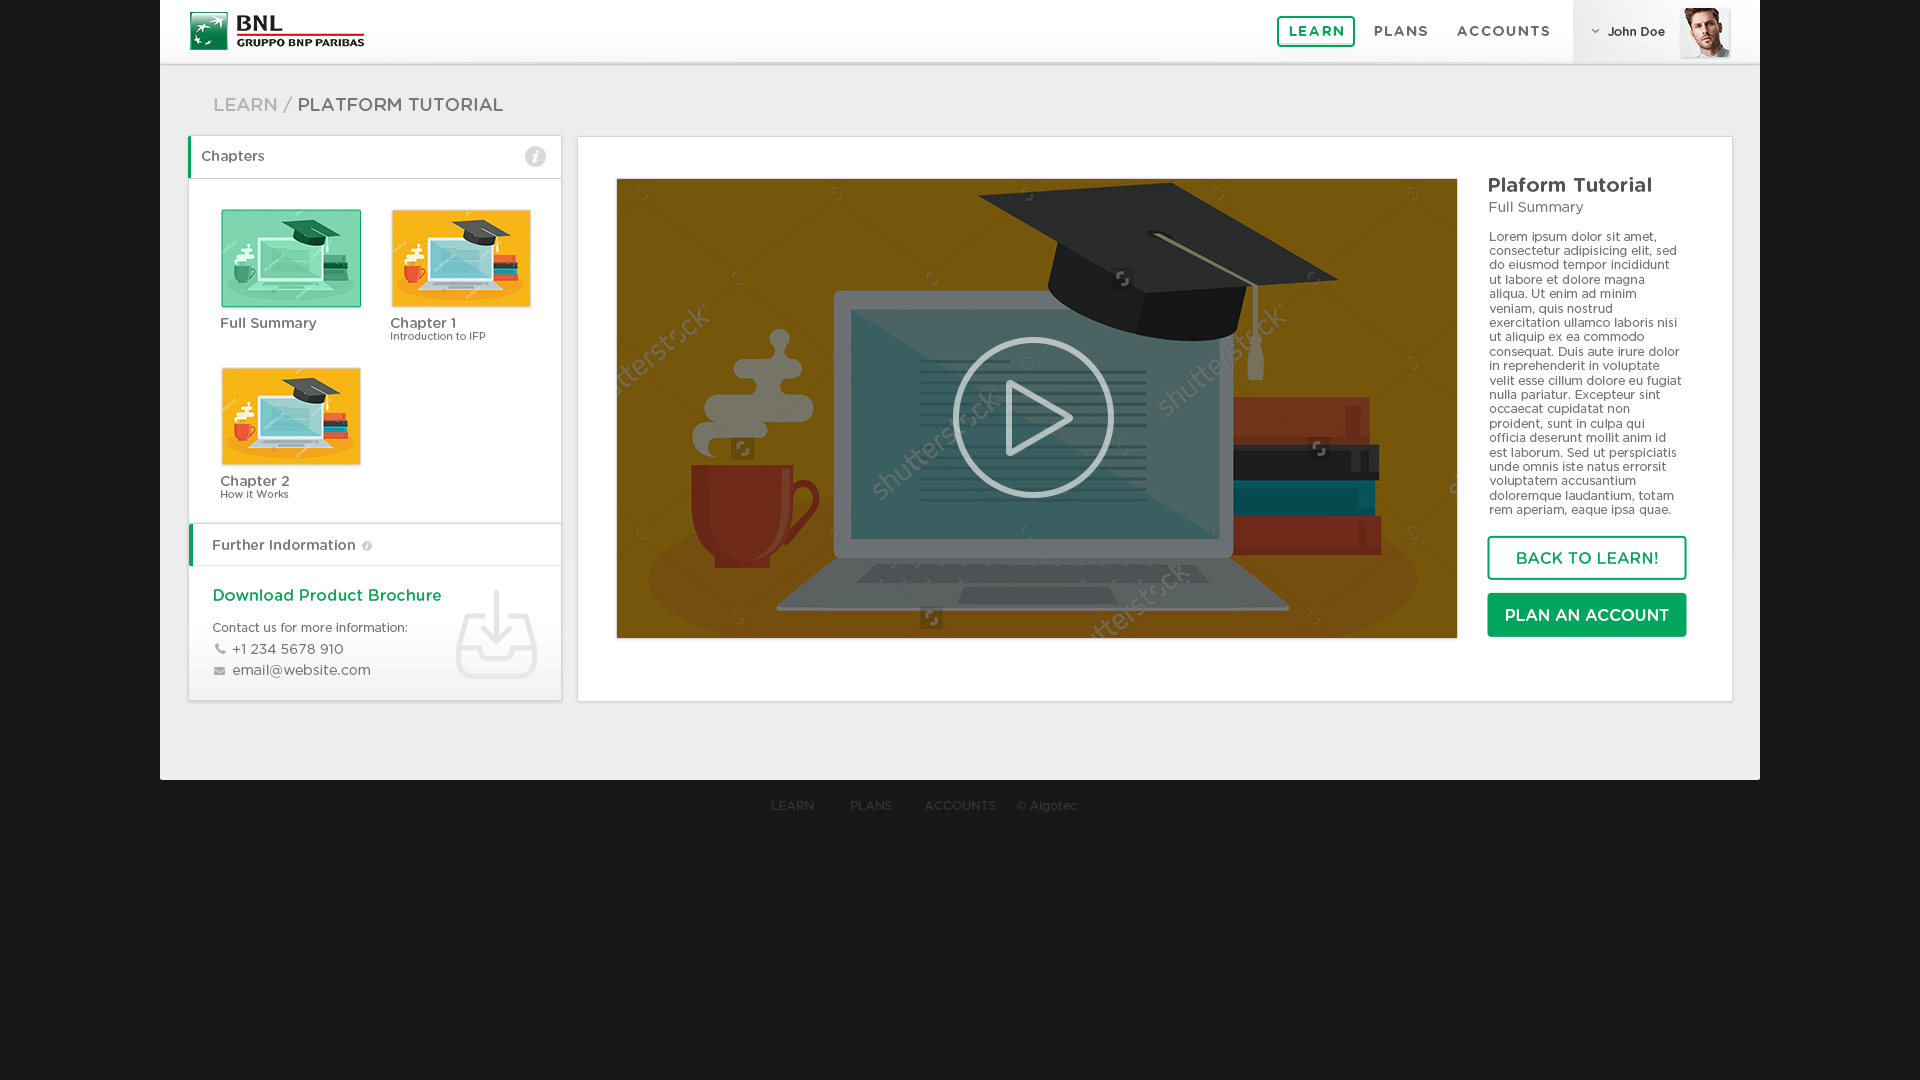 BNL
GRUPPO BNP PARIBAS
LEARN
PLANS
ACCOUNTS
John Doe
LEARN / PLATFORM TUTORIAL
Chapters
Full Summary
Chapter 1
Introduction to IFP
Chapter 2
How it Works
Further Indormation
Download Product Brochure
Contact us for more information:
+1 234 5678 910
email@website.com
shutterstock
shutterstock
shutterstock
shutterstock
Plaform Tutorial
Full Summary
Lorem ipsum dolor sit amet,
consectetur adipisicing elit, sed
do eiusmod tempor incididunt
ut labore et dolore magna
aliqua. Ut enim ad minim
veniam, quis nostrud
exercitation ullamco laboris nisi
ut aliquip ex ea commodo
consequat. Duis aute irure dolor
in reprehenderit in voluptate
velit esse cillum dolore eu fugiat
nulla pariatur. Excepteur sint
occaecat cupidatat non
proident, sunt in culpa qui
officia deserunt mollit anim id
est laborum. Sed ut perspiciatis
unde omnis iste natus errorsit
voluptatem accusantium
doloremque laudantium, totam
rem aperiam, eaque ipsa quae.
BACK TO LEARN!
PLAN AN ACCOUNT
LEARN
PLANS
ACCOUNTS
© Algotec